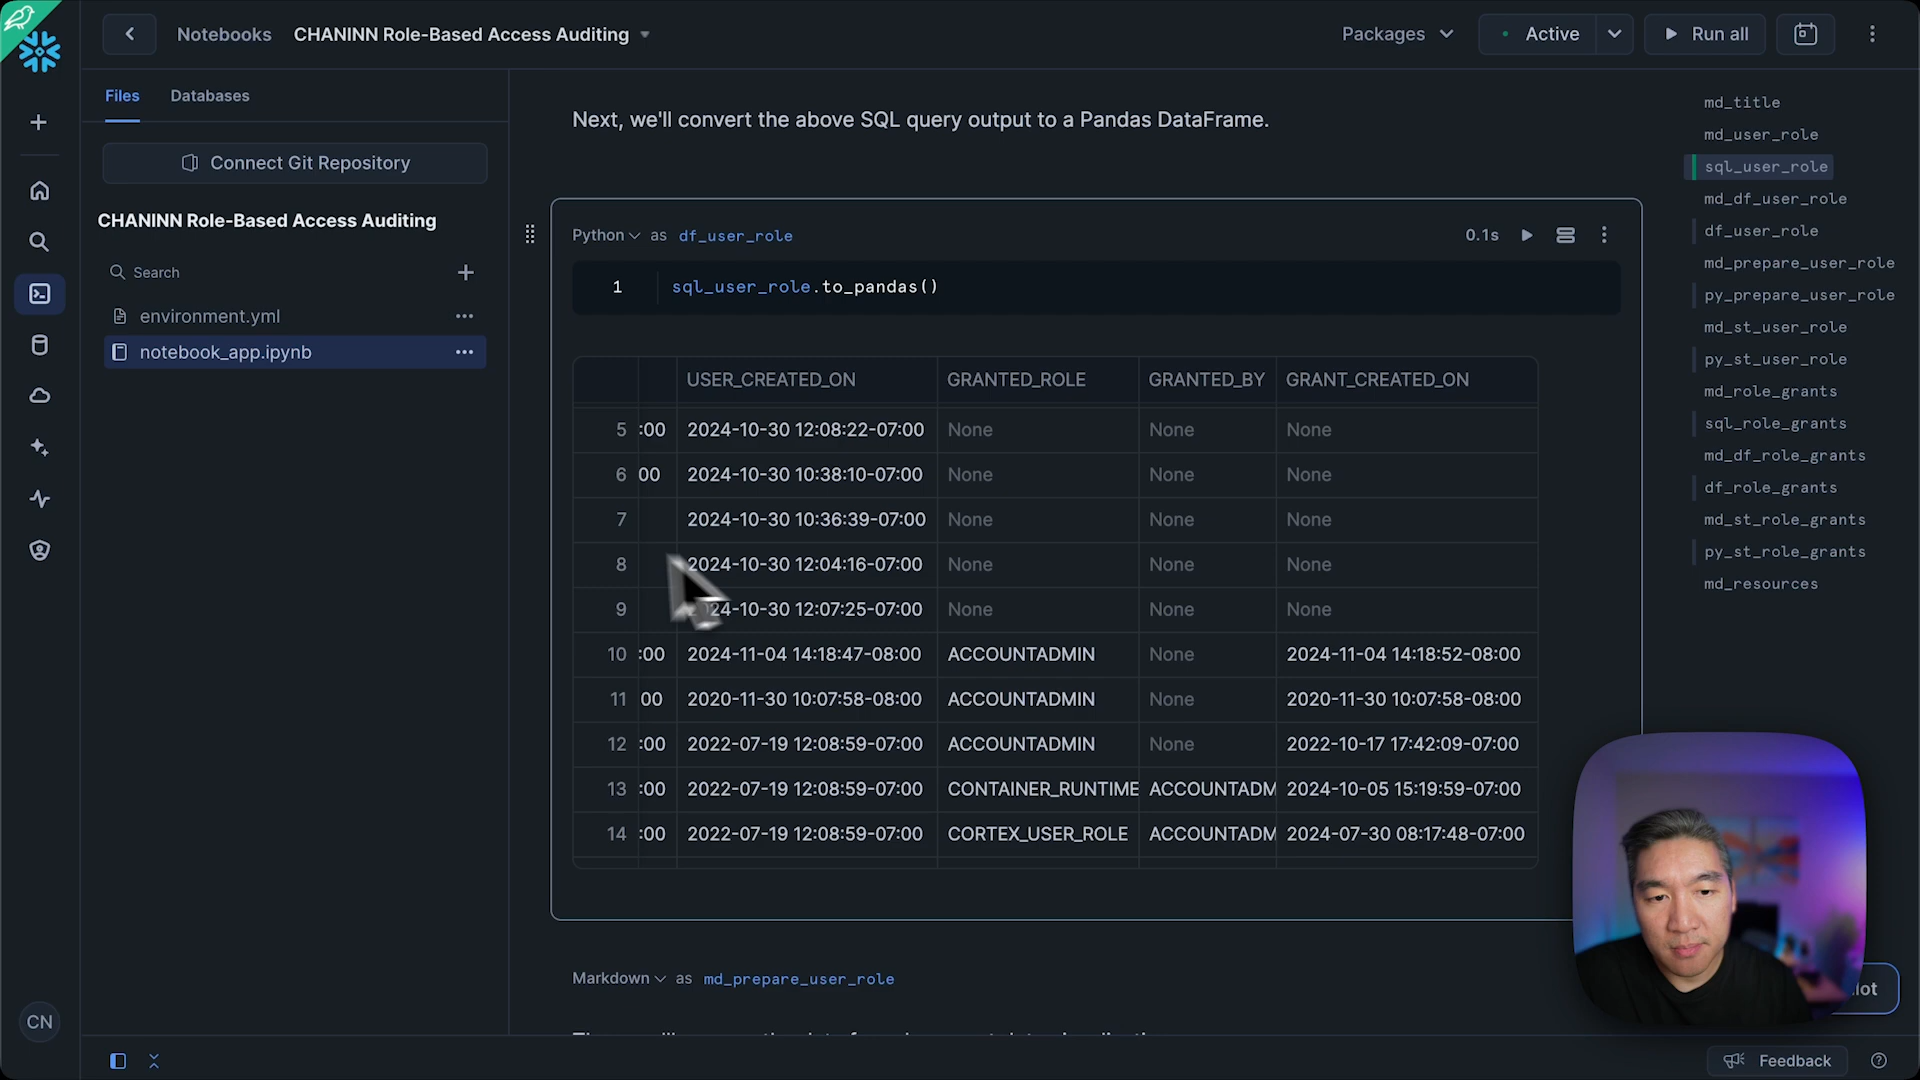 Notebooks CHANINN Role-Based Access Auditing
Packages Active Run all
Files Databases
Connect Git Repository
CHANINN Role-Based Access Auditing
Search
environment.yml
notebook_app.ipynb
Next, we'll convert the above SQL query output to a Pandas DataFrame.
Python as df_user_role 0.1s
1 sql_user_role.to_pandas()
USER_CREATED_ON GRANTED_ROLE GRANTED_BY GRANT_CREATED_ON
5 :00 2024-10-30 12:08:22-07:00 None None None
6 00 2024-10-30 10:38:10-07:00 None None None
7 2024-10-30 10:36:39-07:00 None None None
8 2024-10-30 12:04:16-07:00 None None None
9 24-10-30 12:07:25-07:00 None None None
10 :00 2024-11-04 14:18:47-08:00 ACCOUNTADMIN None 2024-11-04 14:18:52-08:00
11 00 2020-11-30 10:07:58-08:00 ACCOUNTADMIN None 2020-11-30 10:07:58-08:00
12 :00 2022-07-19 12:08:59-07:00 ACCOUNTADMIN None 2022-10-17 17:42:09-07:00
13 :00 2022-07-19 12:08:59-07:00 CONTAINER_RUNTIME ACCOUNTADM 2024-10-05 15:19:59-07:00
14 :00 2022-07-19 12:08:59-07:00 CORTEX_USER_ROLE ACCOUNTADM 2024-07-30 08:17:48-07:00
Markdown as md_prepare_user_role
md_title
md_user_role
sql_user_role
md_df_user_role
df_user_role
md_prepare_user_role
py_prepare_user_role
md_st_user_role
py_st_user_role
md_role_grants
sql_role_grants
md_df_role_grants
df_role_grants
md_st_role_grants
py_st_role_grants
md_resources
lot
CN
Feedback